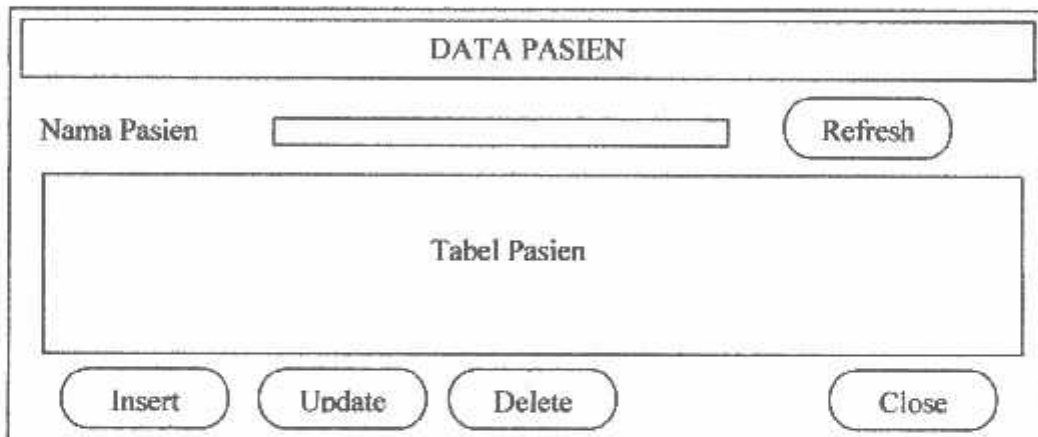 DATA PASIEN
Nama Pasien Refresh
Tabel Pasien
Insert Update Delete Close